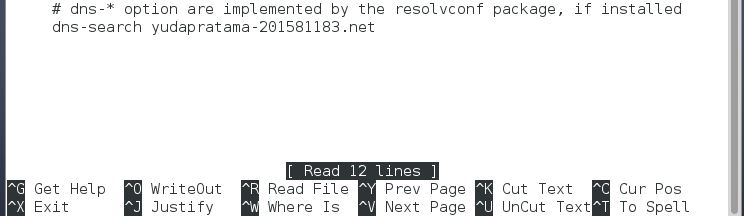 # dns-* option are implemented by the resolvconf package, if installed
dns-search yudapratama-201581183.net
[ Read 12 lines ]
^G Get Help  ^O WriteOut  ^R Read File ^Y Prev Page ^K Cut Text  ^C Cur Pos
^X Exit      ^J Justify   ^W Where Is  ^V Next Page ^U UnCut Text^T To Spell